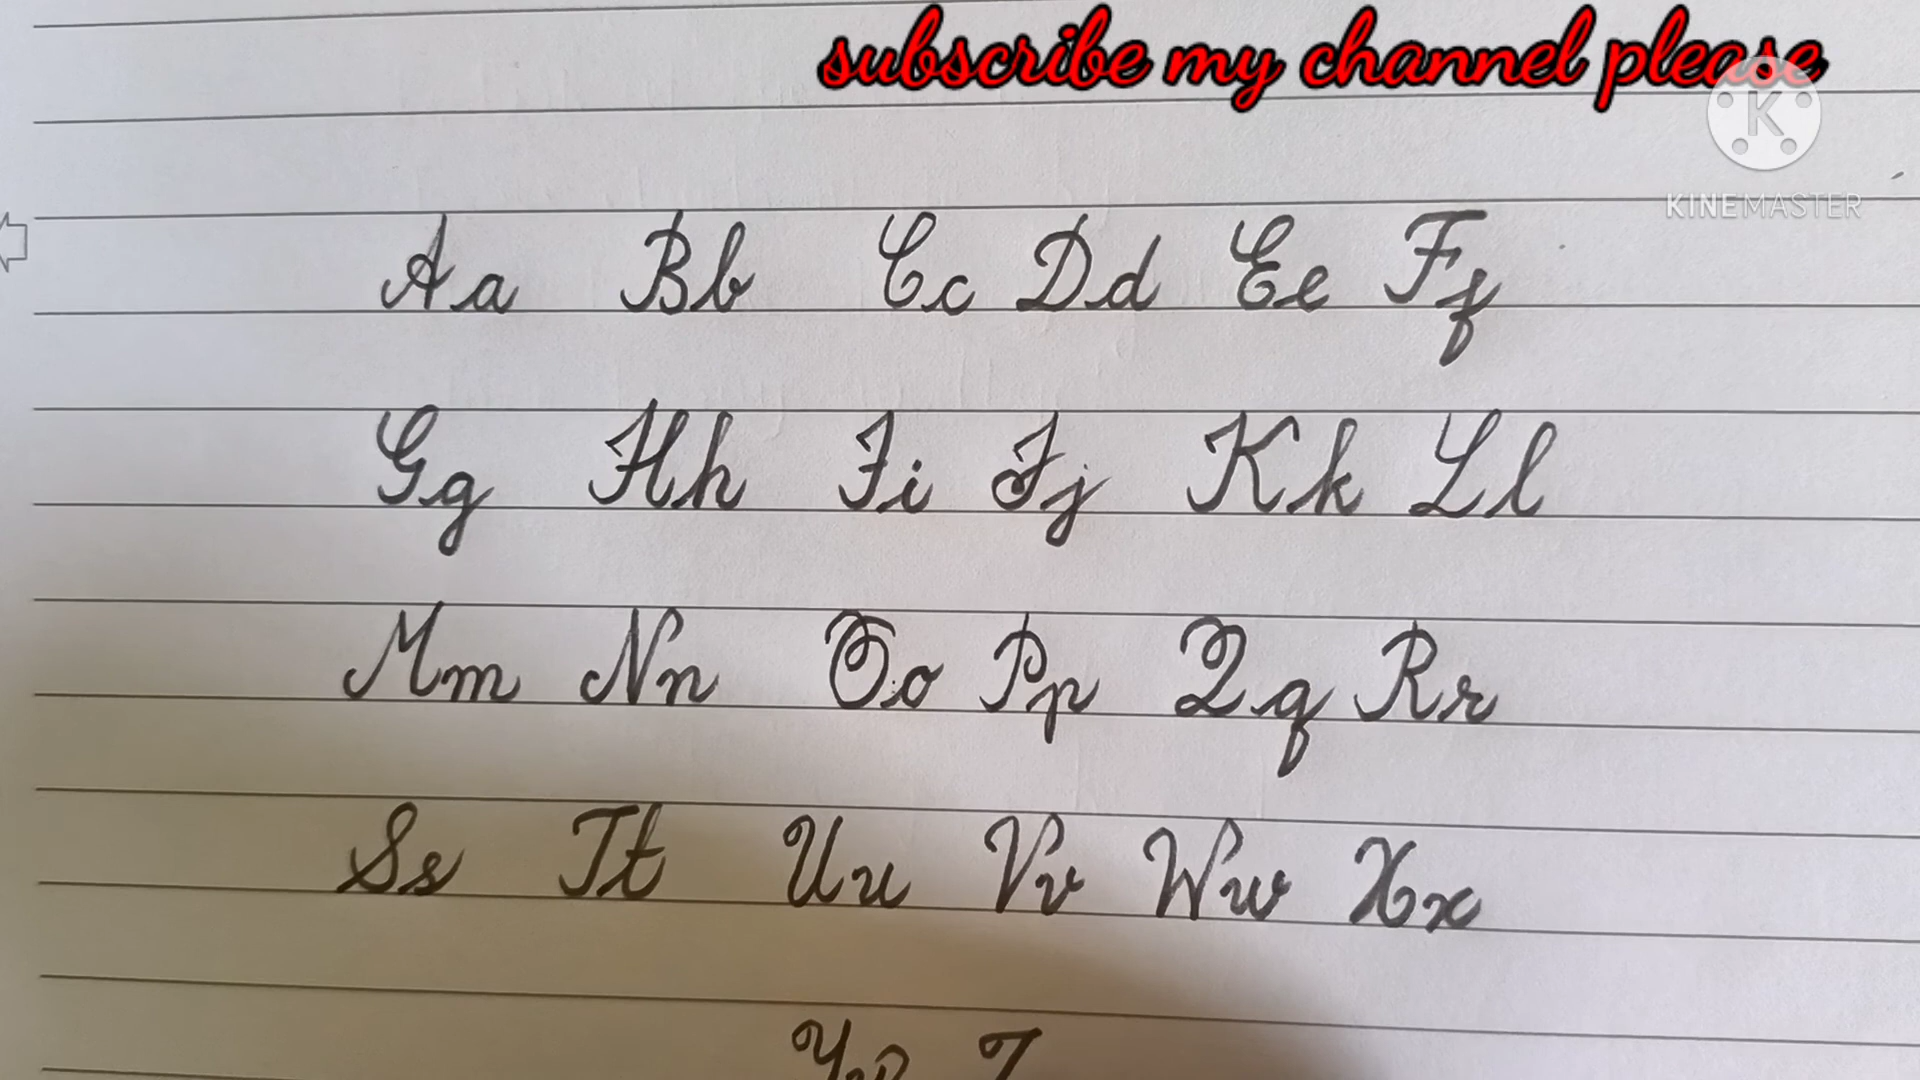 subscribe my channel please
K
KINEMASTER
Aa Bb Cc Dd Ee Ff
Gg Hh Ii Jj Kk Ll
Mm Nn Oo Pp Qq Rr
Ss Tt Uu Vv Ww Xx